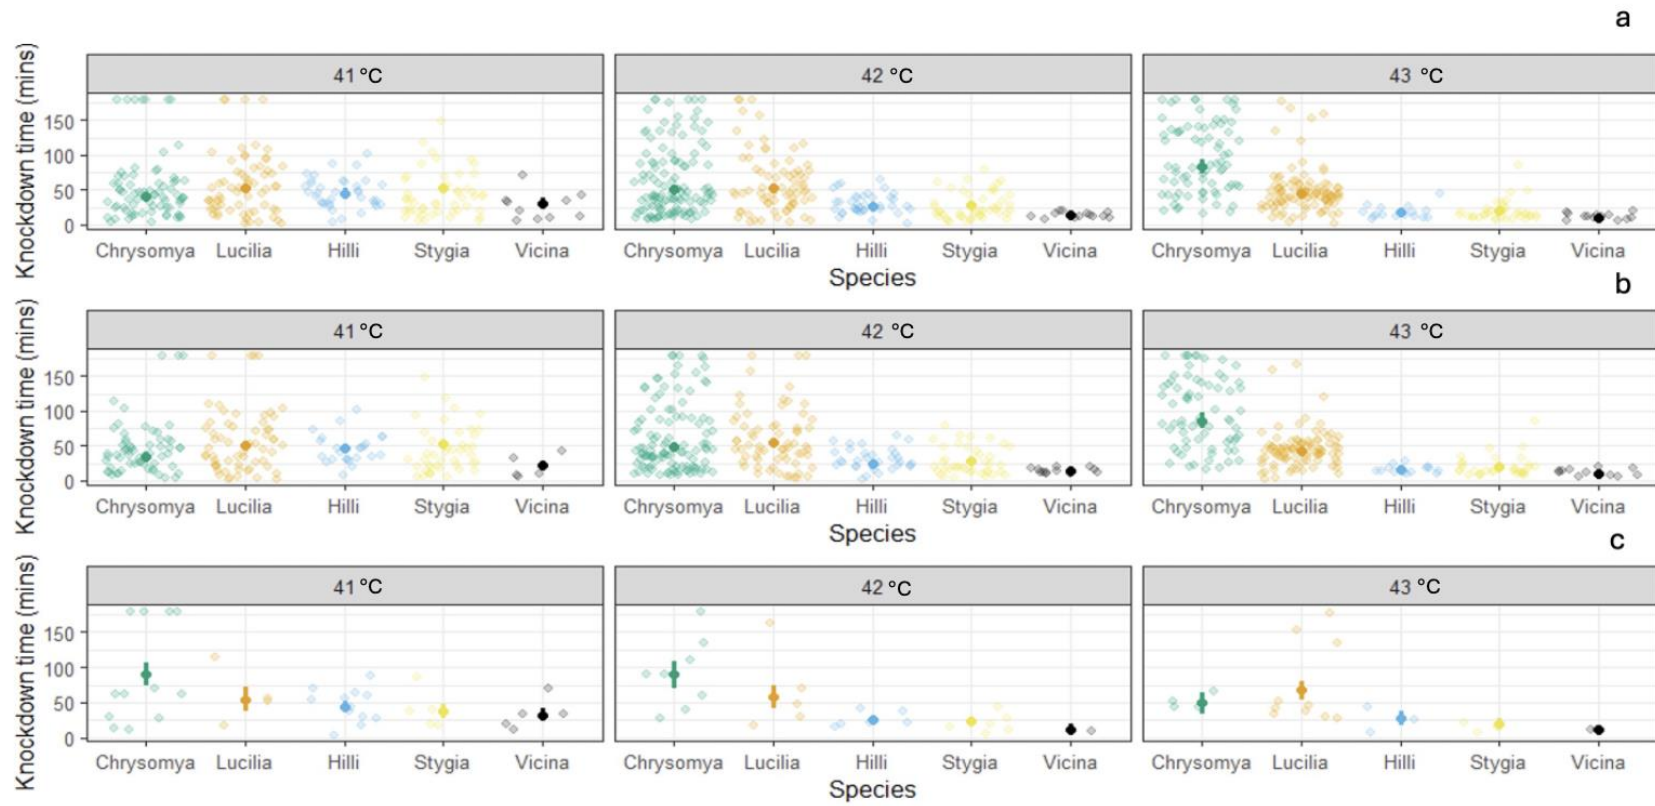 a
41 °C 42 °C 43 °C
Knockdown time (mins)
150
100
50
0
Chrysomya Lucilia Hilli Stygia Vicina Chrysomya Lucilia Hilli Stygia Vicina Chrysomya Lucilia Hilli Stygia Vicina
Species
b
41 °C 42 °C 43 °C
Knockdown time (mins)
150
100
50
0
Chrysomya Lucilia Hilli Stygia Vicina Chrysomya Lucilia Hilli Stygia Vicina Chrysomya Lucilia Hilli Stygia Vicina
Species
c
41 °C 42 °C 43 °C
Knockdown time (mins)
150
100
50
0
Chrysomya Lucilia Hilli Stygia Vicina Chrysomya Lucilia Hilli Stygia Vicina Chrysomya Lucilia Hilli Stygia Vicina
Species